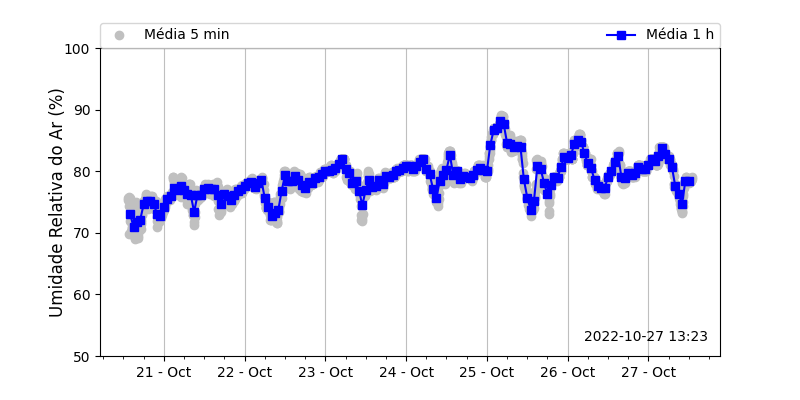 Média 5 min
Média 1 h
Umidade Relativa do Ar (%)
100
90
80
70
60
50
2022-10-27 13:23
21 - Oct
22 - Oct
23 - Oct
24 - Oct
25 - Oct
26 - Oct
27 - Oct